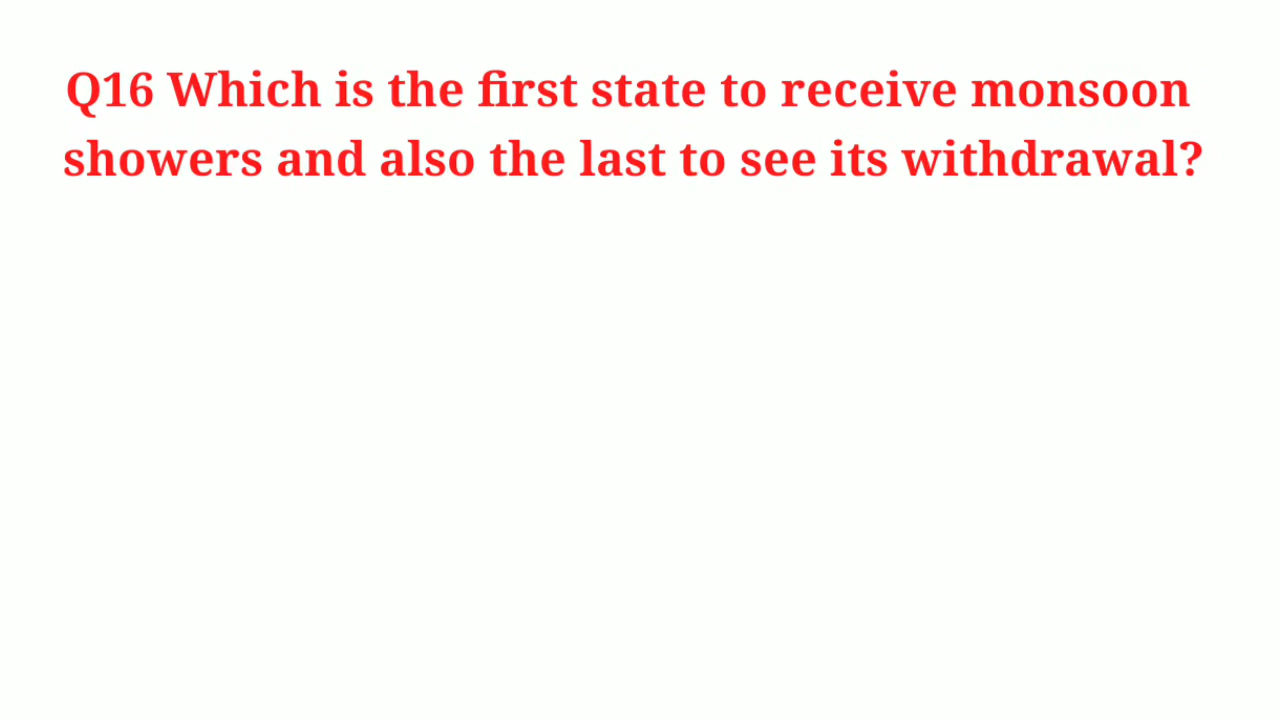 Q16 Which is the first state to receive monsoon
showers and also the last to see its withdrawal?